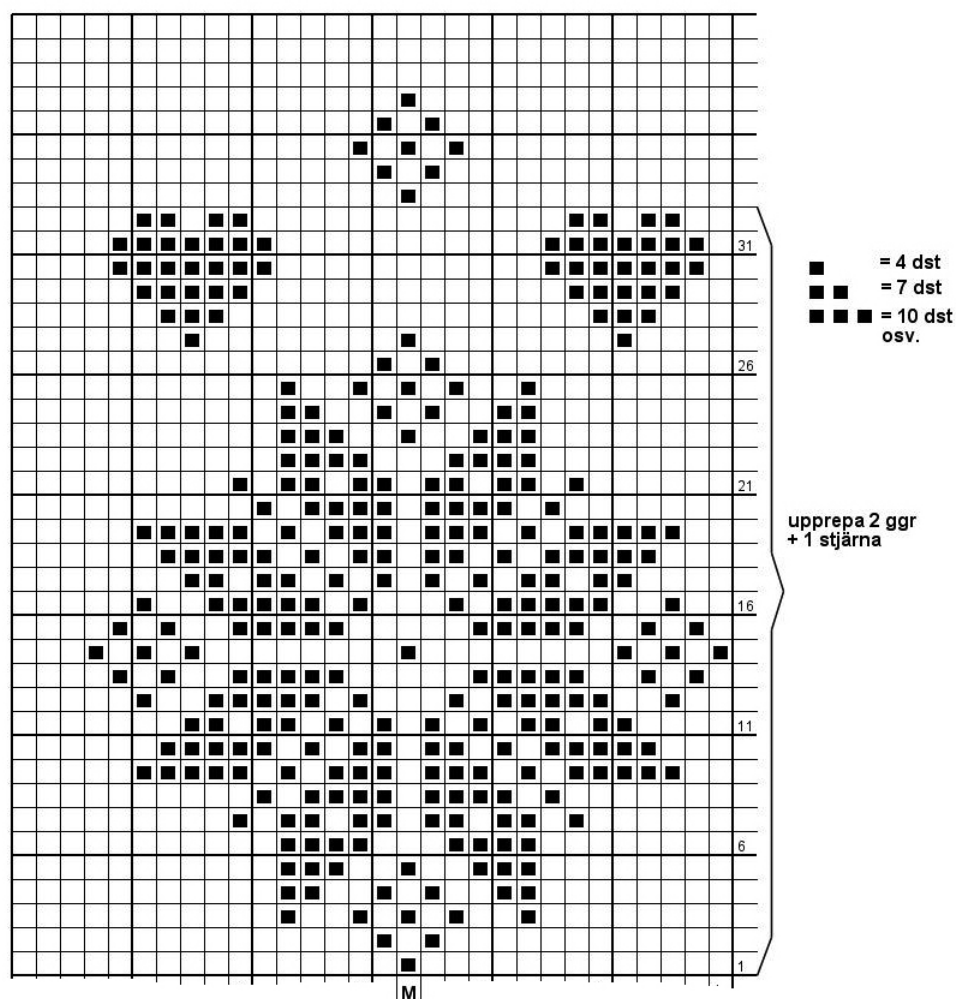 31
= 4 dst
= 7 dst
= 10 dst
osv.
26
21
upprepa 2 ggr
+ 1 stjärna
16
11
6
1
M